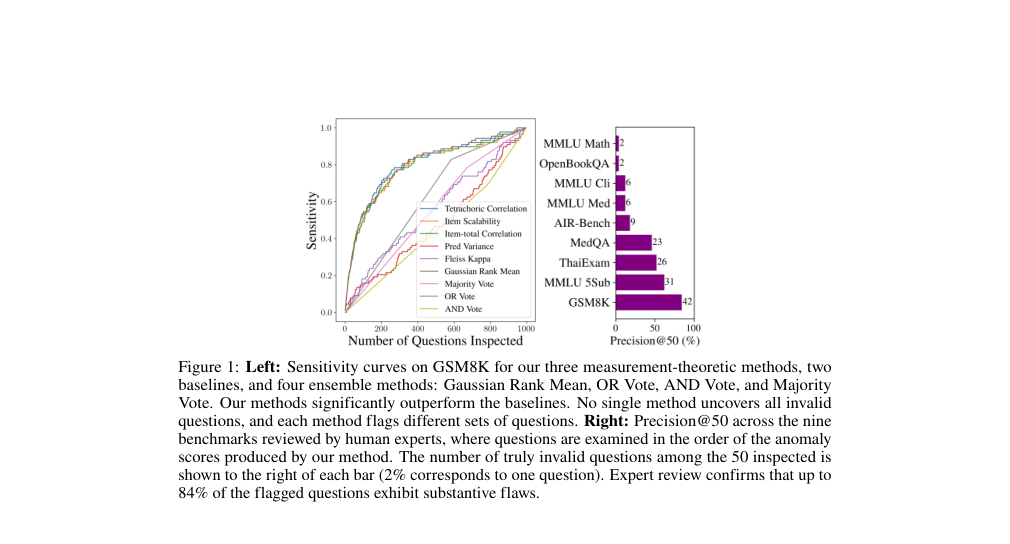 1.0
0.8
0.6
0.4
0.2
0.0
Sensitivity
0 200 400 600 800 1000
Number of Questions Inspected
Tetrachoric Correlation
Item Scalability
Item-total Correlation
Pred Variance
Fleiss Kappa
Gaussian Rank Mean
Majority Vote
OR Vote
AND Vote
MMLU Math 2
OpenBookQA 2
MMLU Cli 6
MMLU Med 6
AIR-Bench 9
MedQA 23
ThaiExam 26
MMLU 5Sub 31
GSM8K 42
0 50 100
Precision@50 (%)
Figure 1: Left: Sensitivity curves on GSM8K for our three measurement-theoretic methods, two
baselines, and four ensemble methods: Gaussian Rank Mean, OR Vote, AND Vote, and Majority
Vote. Our methods significantly outperform the baselines. No single method uncovers all invalid
questions, and each method flags different sets of questions. Right: Precision@50 across the nine
benchmarks reviewed by human experts, where questions are examined in the order of the anomaly
scores produced by our method. The number of truly invalid questions among the 50 inspected is
shown to the right of each bar (2% corresponds to one question). Expert review confirms that up to
84% of the flagged questions exhibit substantive flaws.